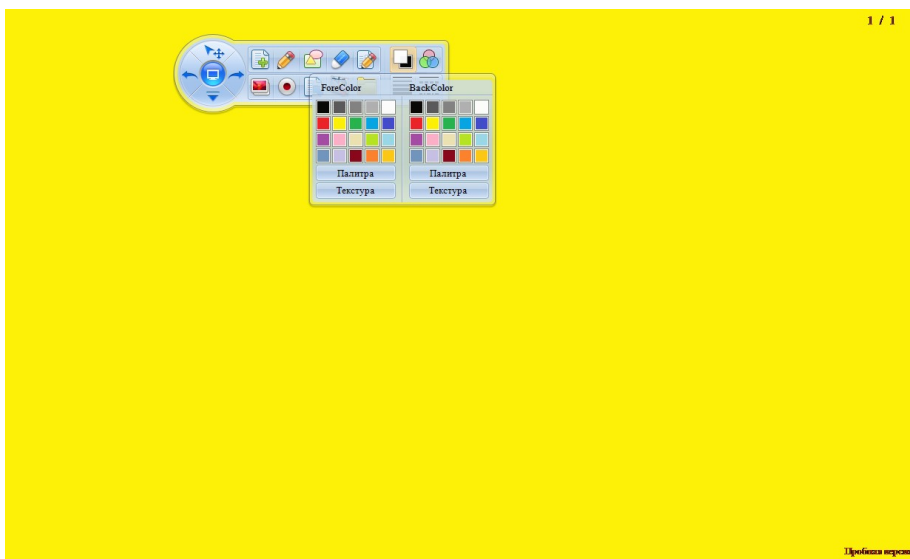 1 / 1
ForeColor BackColor
Палитра Палитра
Текстура Текстура
Пробная версия